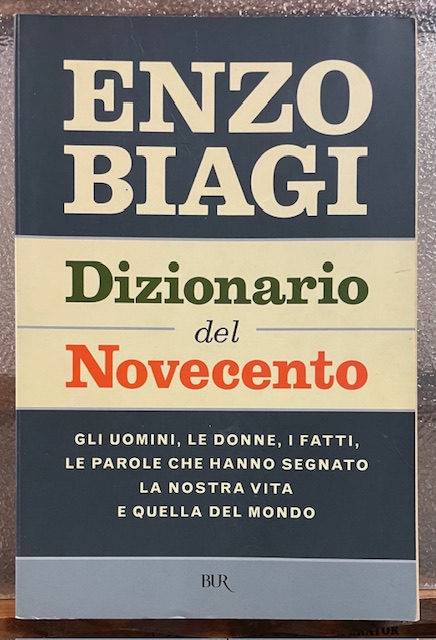 ENZO
BIAGI
Dizionario
del
Novecento
GLI UOMINI, LE DONNE, I FATTI,
LE PAROLE CHE HANNO SEGNATO
LA NOSTRA VITA
E QUELLA DEL MONDO
BUR